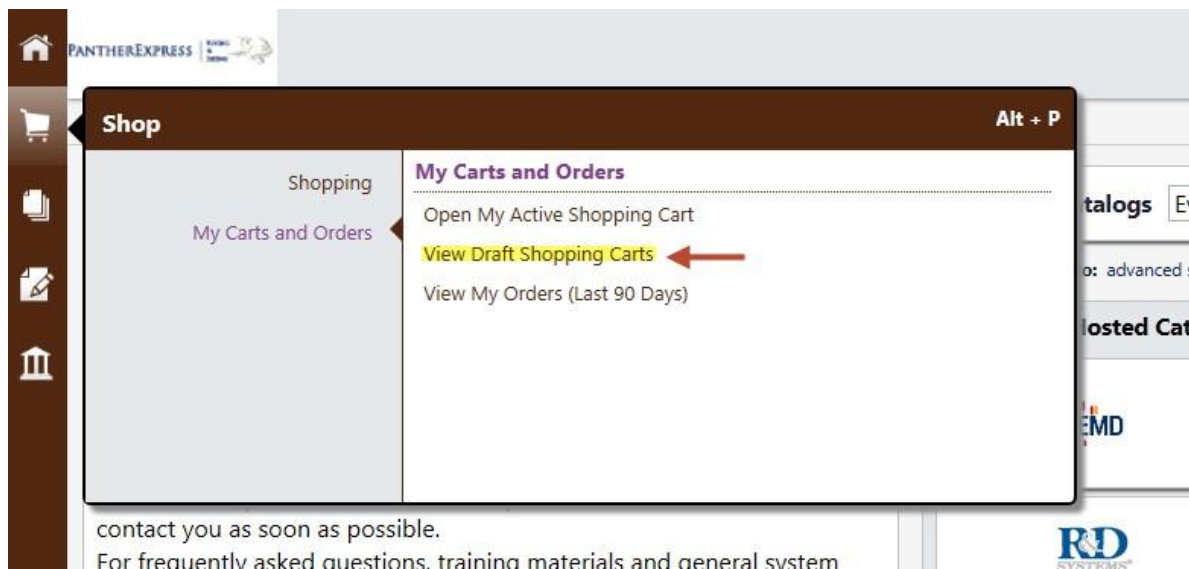 PANTHEREXPRESS
Shop
Alt + P
Shopping
My Carts and Orders
My Carts and Orders
Open My Active Shopping Cart
View Draft Shopping Carts
View My Orders (Last 90 Days)
talogs
o: advanced
losted Cat
EMD
R&D
SYSTEMS
contact you as soon as possible.
For frequently asked questions, training materials and general system